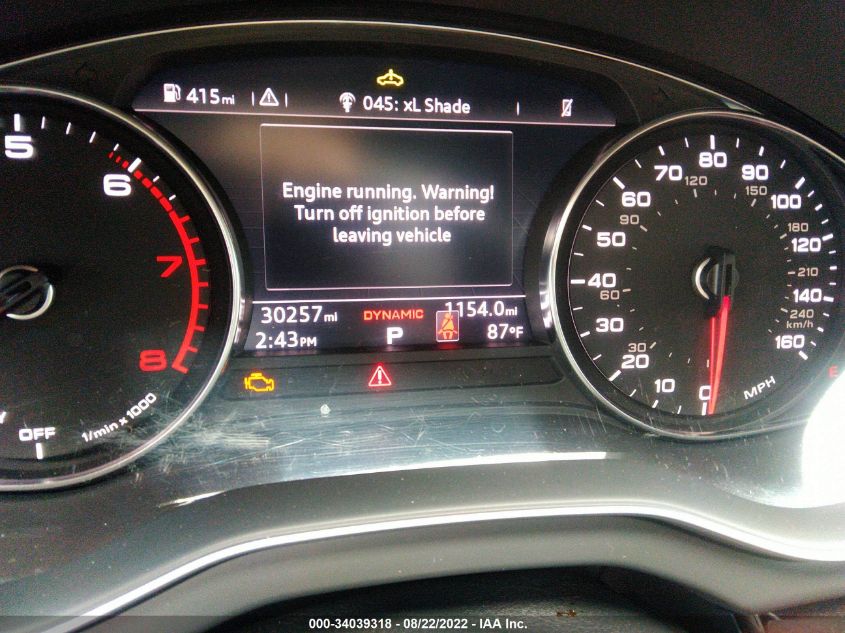 415mi
045: xL Shade
Engine running. Warning!
Turn off ignition before
leaving vehicle
30257mi
DYNAMIC
1154.0mi
2:43PM
P
87°F
5
6
7
8
1/min x 1000
OFF
0
10
20
30
40
50
60
70
80
90
100
120
140
160
MPH
30
60
90
120
150
180
210
240
km/h
E
000-34039318 - 08/22/2022 - IAA Inc.